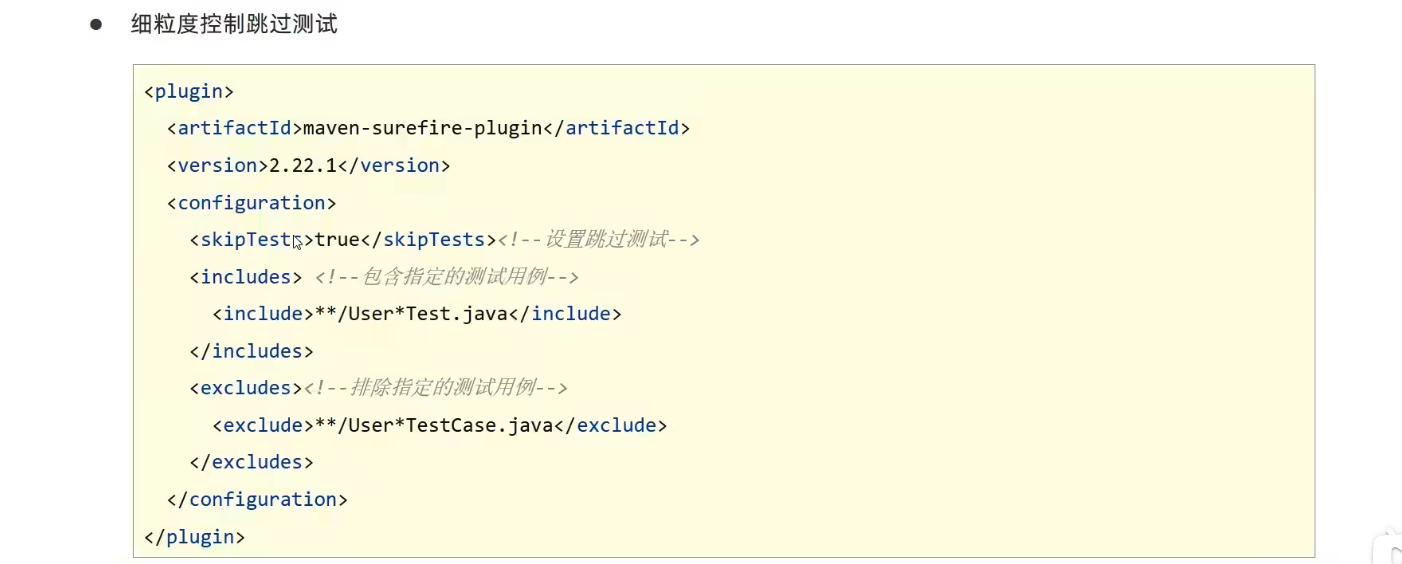 ● 细粒度控制跳过测试
<plugin>
  <artifactId>maven-surefire-plugin</artifactId>
  <version>2.22.1</version>
  <configuration>
    <skipTests>true</skipTests><!--设置跳过测试-->
    <includes> <!--包含指定的测试用例-->
      <include>**/User*Test.java</include>
    </includes>
    <excludes><!--排除指定的测试用例-->
      <exclude>**/User*TestCase.java</exclude>
    </excludes>
  </configuration>
</plugin>